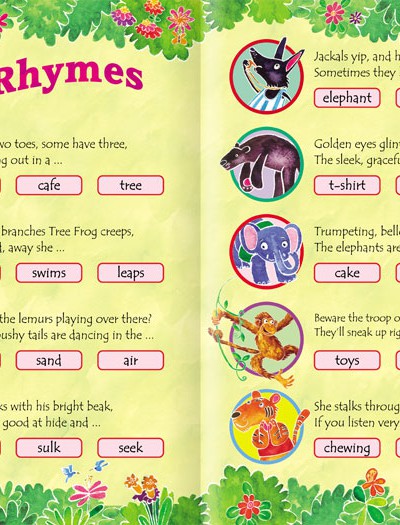 Rhymes
wo toes, some have three,
ng out in a ...
cafe
tree
branches Tree Frog creeps,
d, away she ...
swims
leaps
the lemurs playing over there?
ushy tails are dancing in the ...
sand
air
ks with his bright beak,
good at hide and ...
sulk
seek
Jackals yip, and h
Sometimes they
elephant
Golden eyes glin
The sleek, gracefu
t-shirt
Trumpeting, bell
The elephants are
cake
Beware the troop o
They'll sneak up rig
toys
She stalks throug
If you listen very
chewing